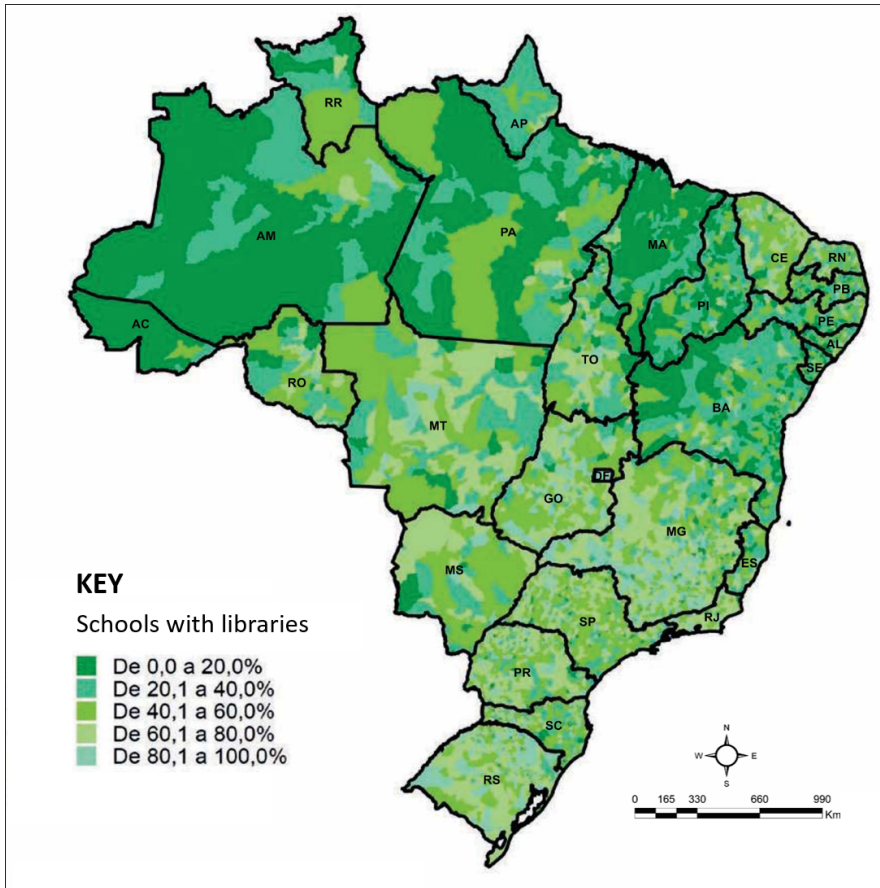 RR
AP
AM
PA
MA
CE
RN
PB
PI
PE
AC
AL
TO
SE
RO
BA
MT
DF
GO
MG
MS
ES
SP
RJ
PR
SC
RS
KEY
Schools with libraries
De 0,0 a 20,0%
De 20,1 a 40,0%
De 40,1 a 60,0%
De 60,1 a 80,0%
De 80,1 a 100,0%
N
W E
S
0 165 330 660 990
Km